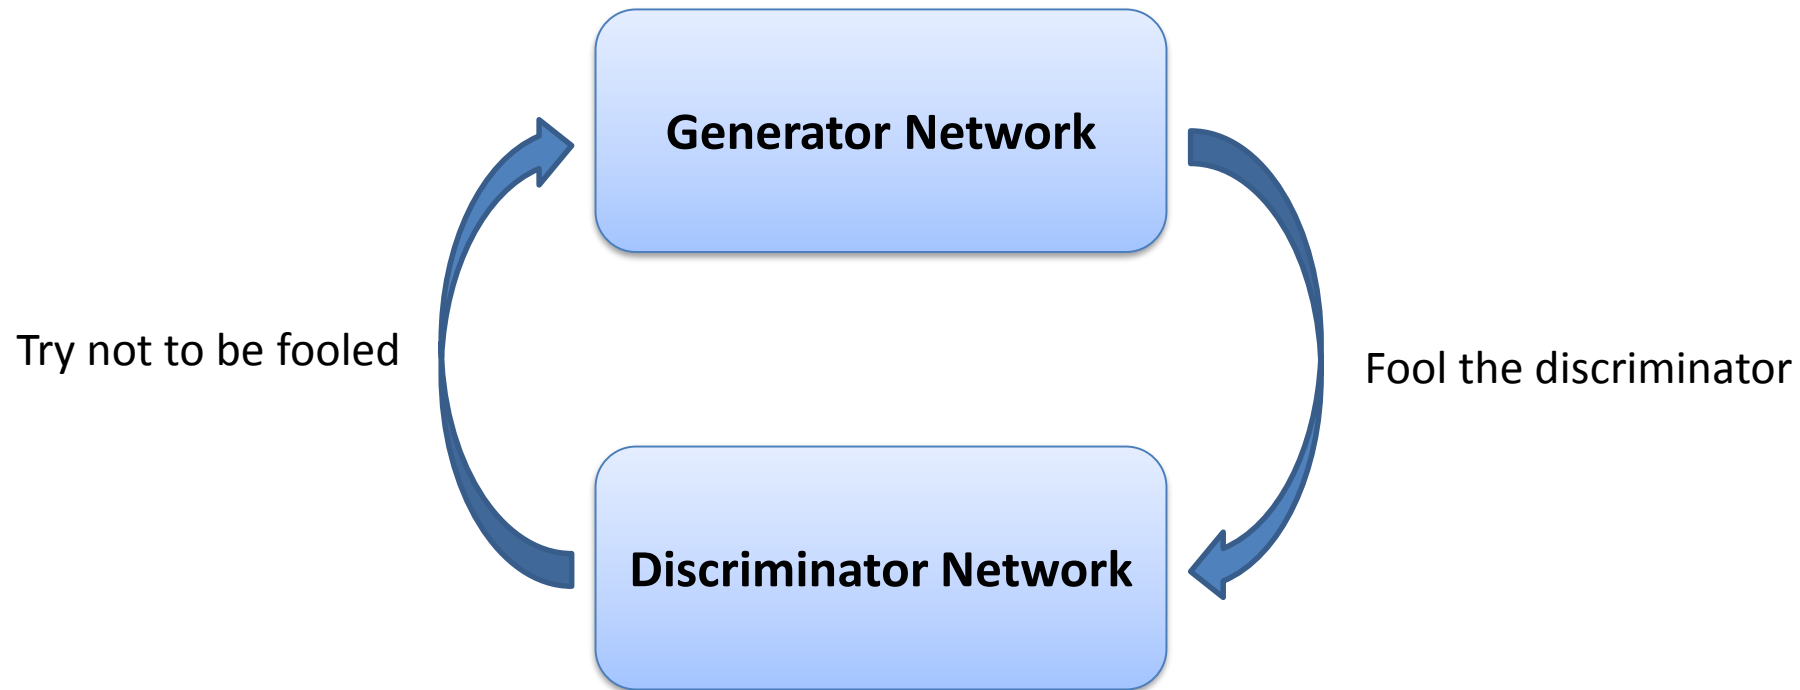 Generator Network
Try not to be fooled
Fool the discriminator
Discriminator Network